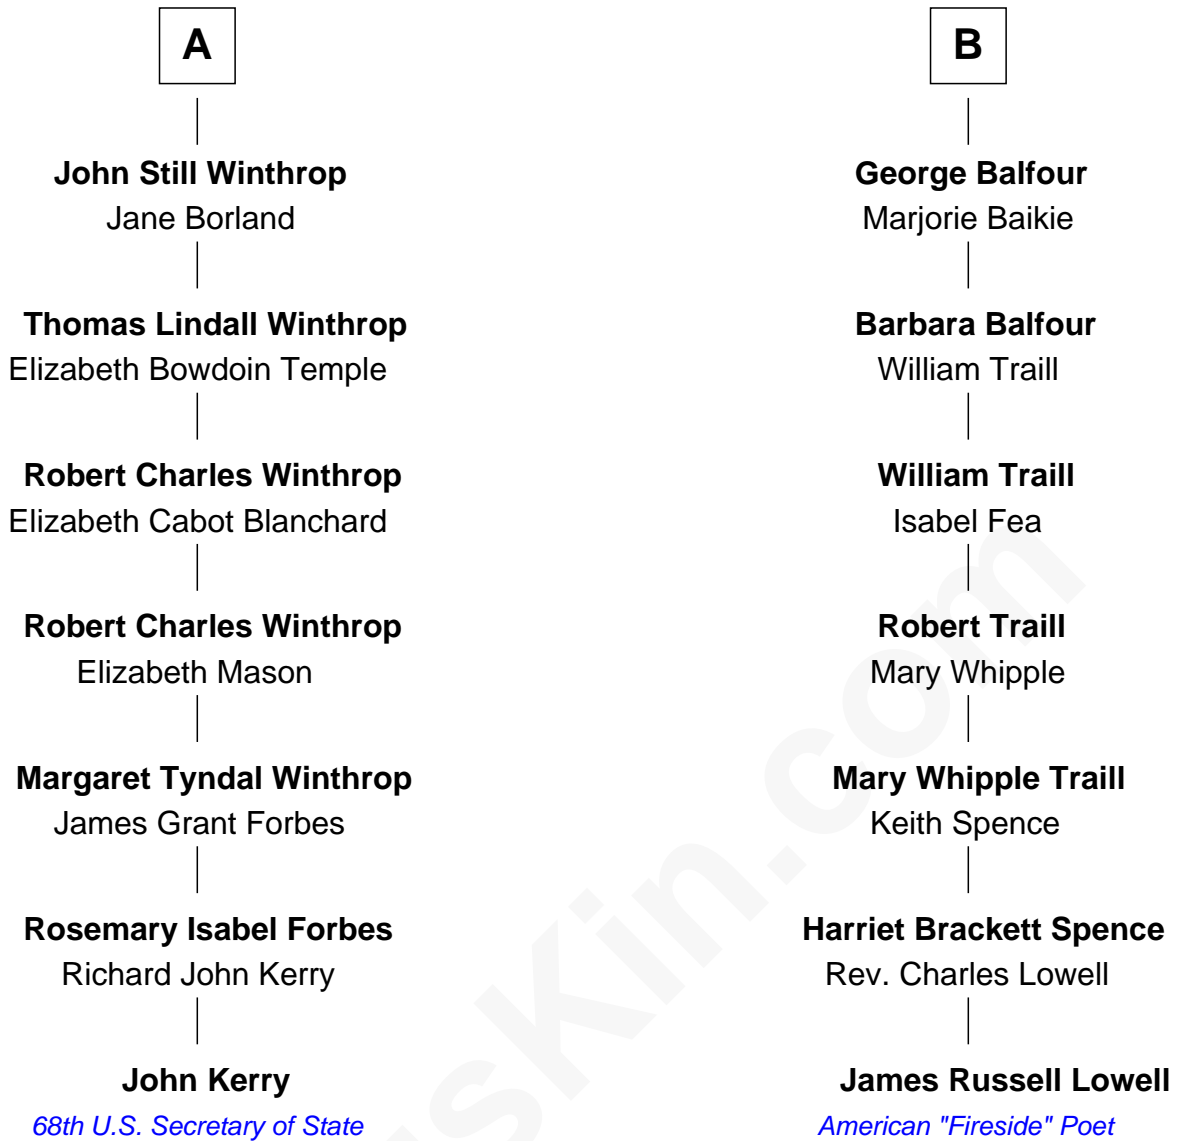 A
John Still Winthrop
Jane Borland
Thomas Lindall Winthrop
Elizabeth Bowdoin Temple
Robert Charles Winthrop
Elizabeth Cabot Blanchard
Robert Charles Winthrop
Elizabeth Mason
Margaret Tyndal Winthrop
James Grant Forbes
Rosemary Isabel Forbes
Richard John Kerry
John Kerry
68th U.S. Secretary of State
B
George Balfour
Marjorie Baikie
Barbara Balfour
William Traill
William Traill
Isabel Fea
Robert Traill
Mary Whipple
Mary Whipple Traill
Keith Spence
Harriet Brackett Spence
Rev. Charles Lowell
James Russell Lowell
American "Fireside" Poet